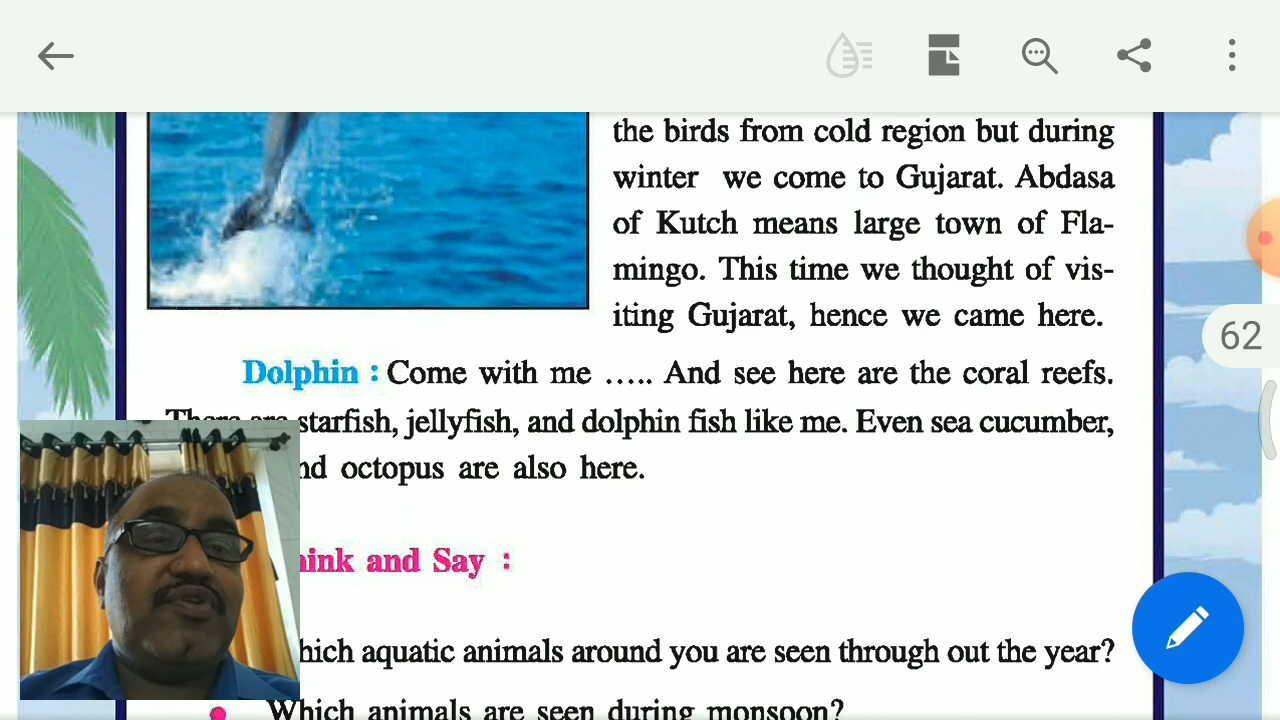 the birds from cold region but during
winter we come to Gujarat. Abdasa
of Kutch means large town of Fla-
mingo. This time we thought of vis-
iting Gujarat, hence we came here.
62
Dolphin : Come with me ..... And see here are the coral reefs.
There are starfish, jellyfish, and dolphin fish like me. Even sea cucumber,
octopus are also here.
and Say :
aquatic animals around you are seen through out the year?
Which animals are seen during monsoon?